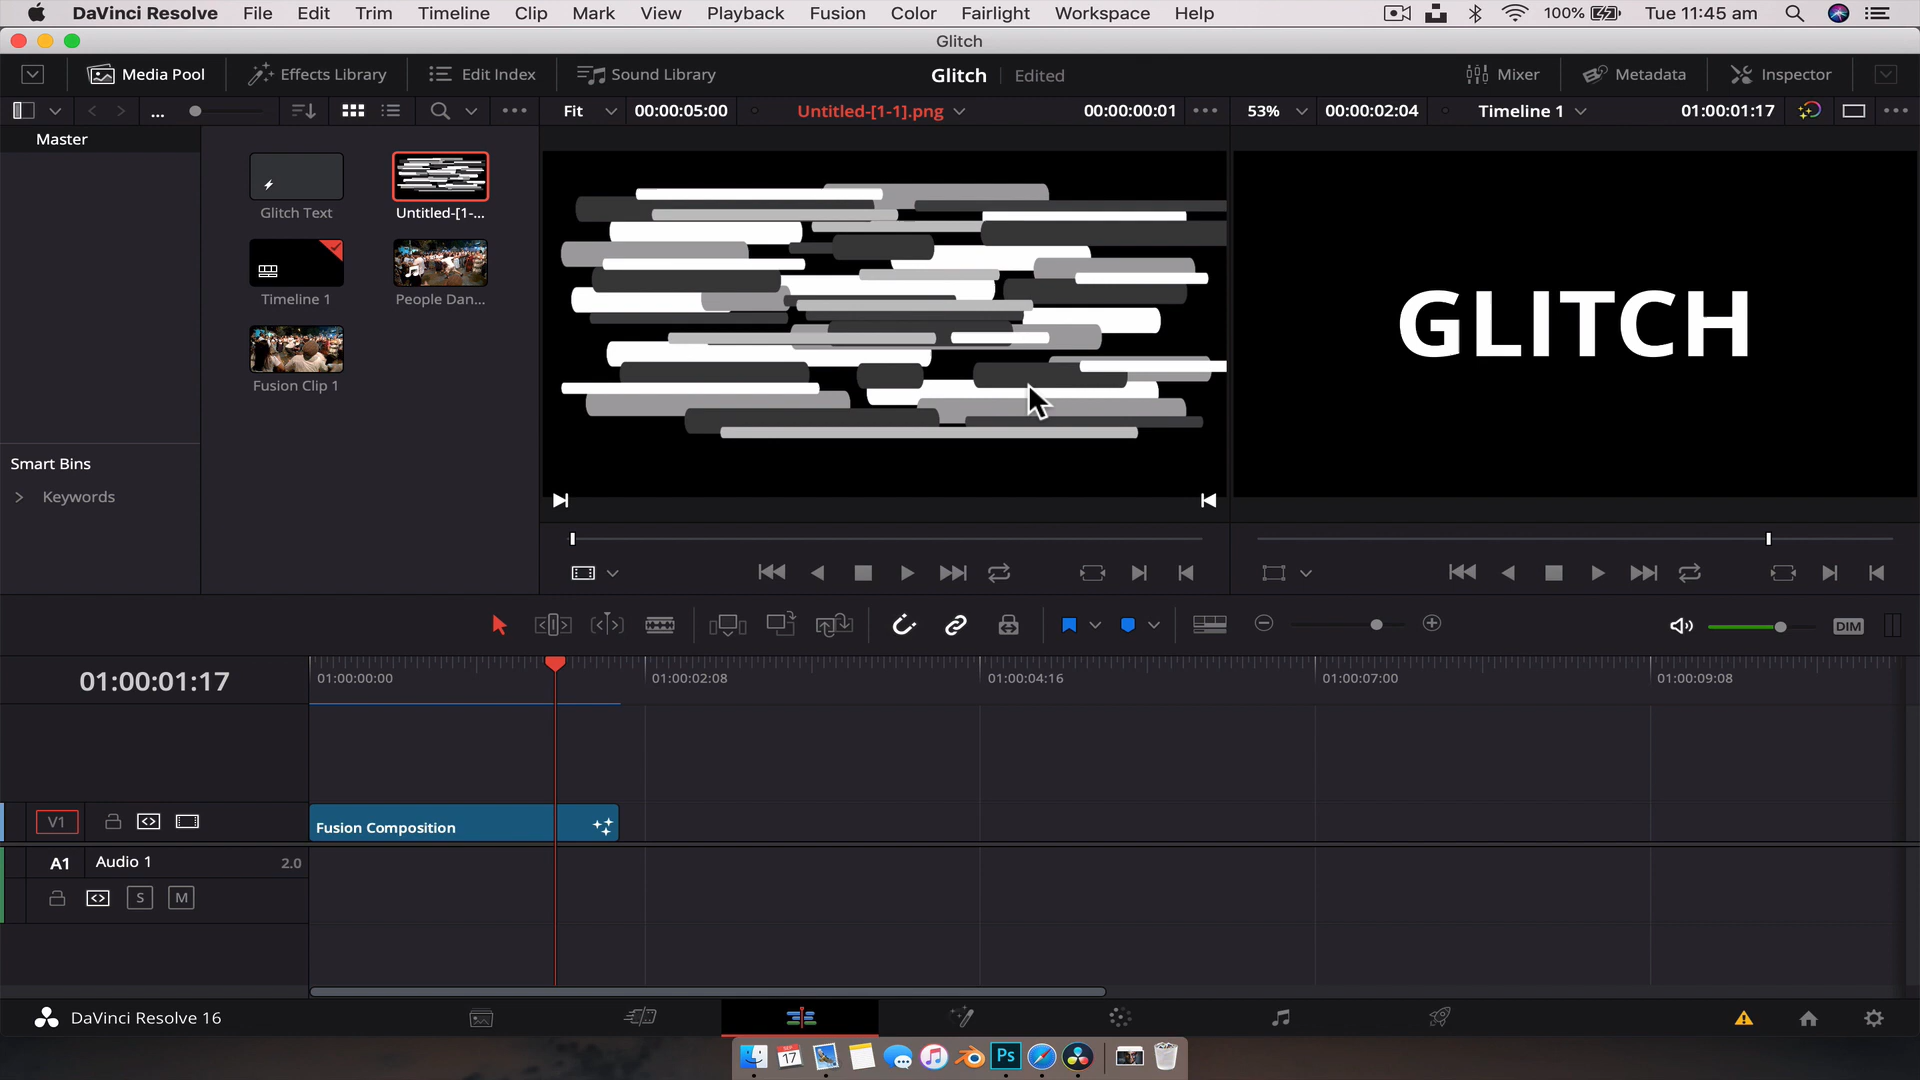 DaVinci Resolve File Edit Trim Timeline Clip Mark View Playback Fusion Color Fairlight Workspace Help 100% Tue 11:45 am
Glitch
Media Pool Effects Library Edit Index Sound Library Glitch Edited Mixer Metadata Inspector
... Fit 00:00:05:00 Untitled-[1-1].png 00:00:00:01 53% 00:00:02:04 Timeline 1 01:00:01:17
Master
Glitch Text Untitled-[1-...
Timeline 1 People Dan...
Fusion Clip 1
GLITCH
Smart Bins
Keywords
DIM
01:00:01:17 01:00:00:00 01:00:02:08 01:00:04:16 01:00:07:00 01:00:09:08
V1 Fusion Composition
A1 Audio 1 2.0
S M
DaVinci Resolve 16
SEP
17
Ps